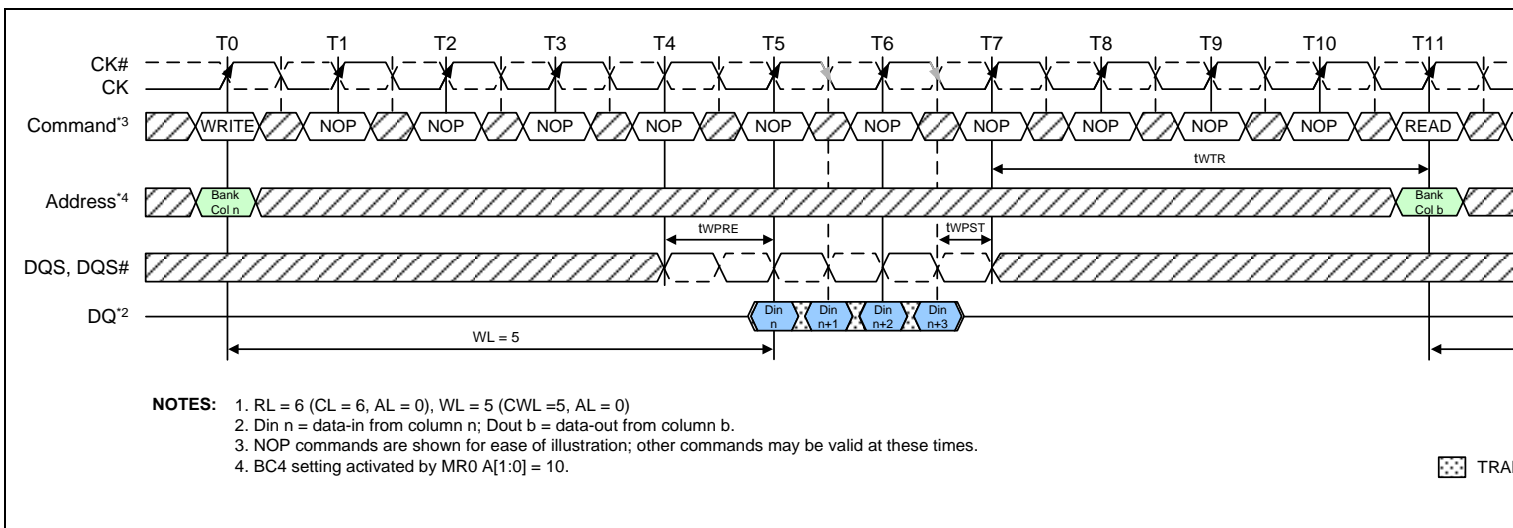 T0 T1 T2 T3 T4 T5 T6 T7 T8 T9 T10 T11
CK#
CK
Command*3 WRITE NOP NOP NOP NOP NOP NOP NOP NOP NOP NOP READ
tWTR
Address*4 Bank Col n Bank Col b
tWPRE tWPST
DQS, DQS#
DQ*2 Din n Din n+1 Din n+2 Din n+3
WL = 5
NOTES: 1. RL = 6 (CL = 6, AL = 0), WL = 5 (CWL =5, AL = 0)
2. Din n = data-in from column n; Dout b = data-out from column b.
3. NOP commands are shown for ease of illustration; other commands may be valid at these times.
4. BC4 setting activated by MR0 A[1:0] = 10.